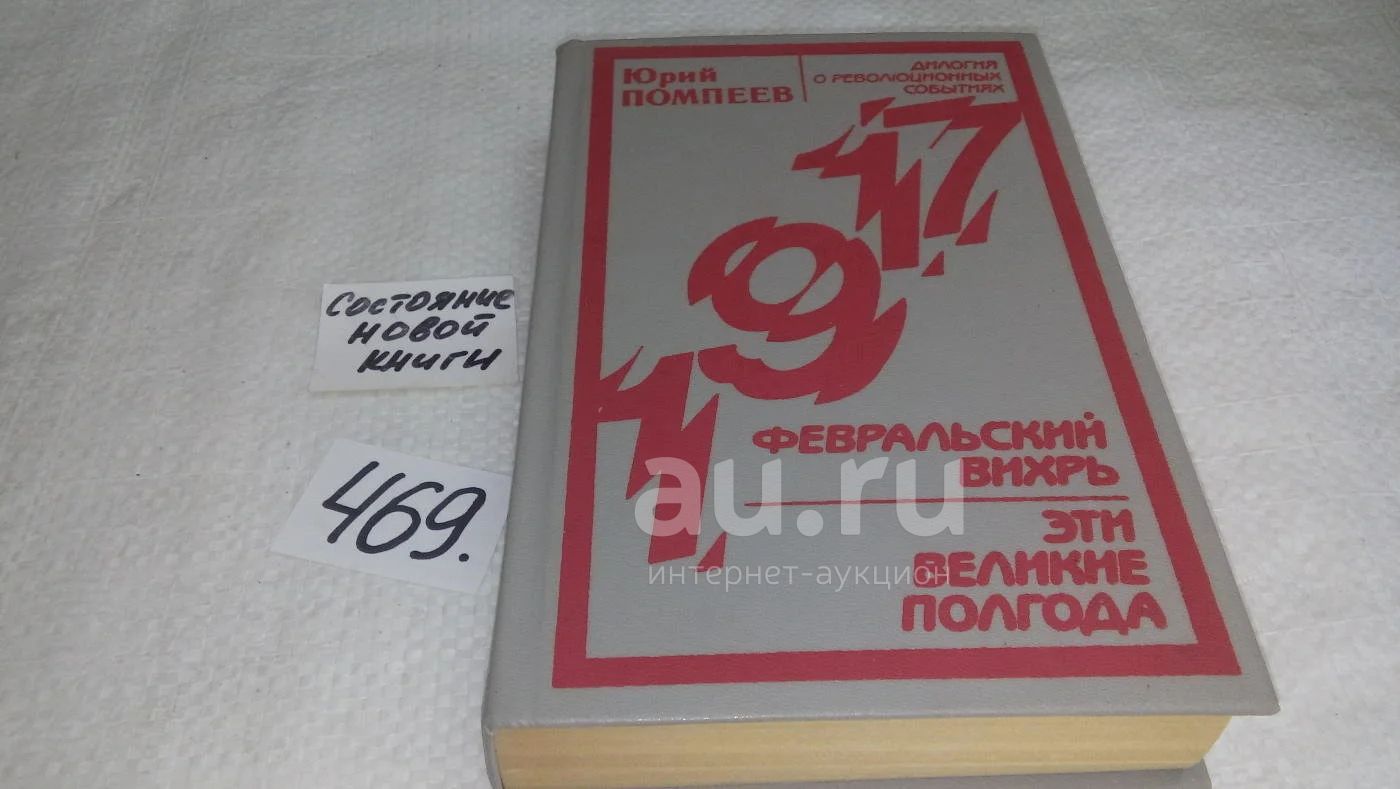 Юрий
ПОМПЕЕВ
ДИЛОГИЯ
О РЕВОЛЮЦИОННЫХ
СОБЫТИЯХ
1917
ФЕВРАЛЬСКИЙ
ВИХРЬ
ЭТИ
ВЕЛИКИЕ
ПОЛГОДА
Состояние
новой
книги
469.
au.ru
интернет-аукцион